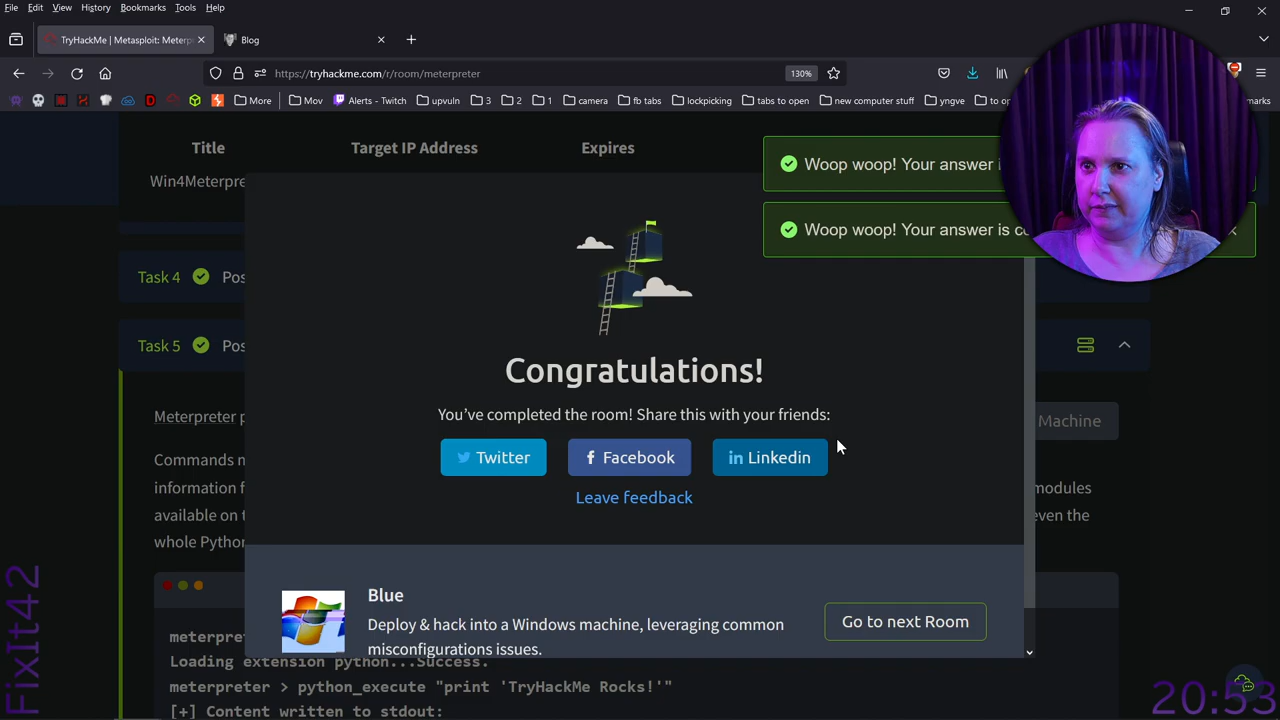 File Edit View History Bookmarks Tools Help
TryHackMe | Metasploit: Meterpr
Blog
https://tryhackme.com/r/room/meterpreter
130%
More
Mov
Alerts - Twitch
upvuln
3
2
1
camera
fb tabs
lockpicking
tabs to open
new computer stuff
yngve
to o
marks
Title Target IP Address Expires
Win4Meterpre
Woop woop! Your answer i
Woop woop! Your answer is co
Task 4 Pos
Task 5 Pos
Congratulations!
You've completed the room! Share this with your friends:
Twitter
Facebook
Linkedin
Leave feedback
Meterpreter p
Machine
Commands m
information f
modules
available on t
even the
whole Python
Blue
Deploy & hack into a Windows machine, leveraging common
misconfigurations issues.
Go to next Room
meterpret
Loading extension python...Success.
meterpreter > python_execute "print 'TryHackMe Rocks!'"
[+] Content written to stdout:
FixIt42
20:53